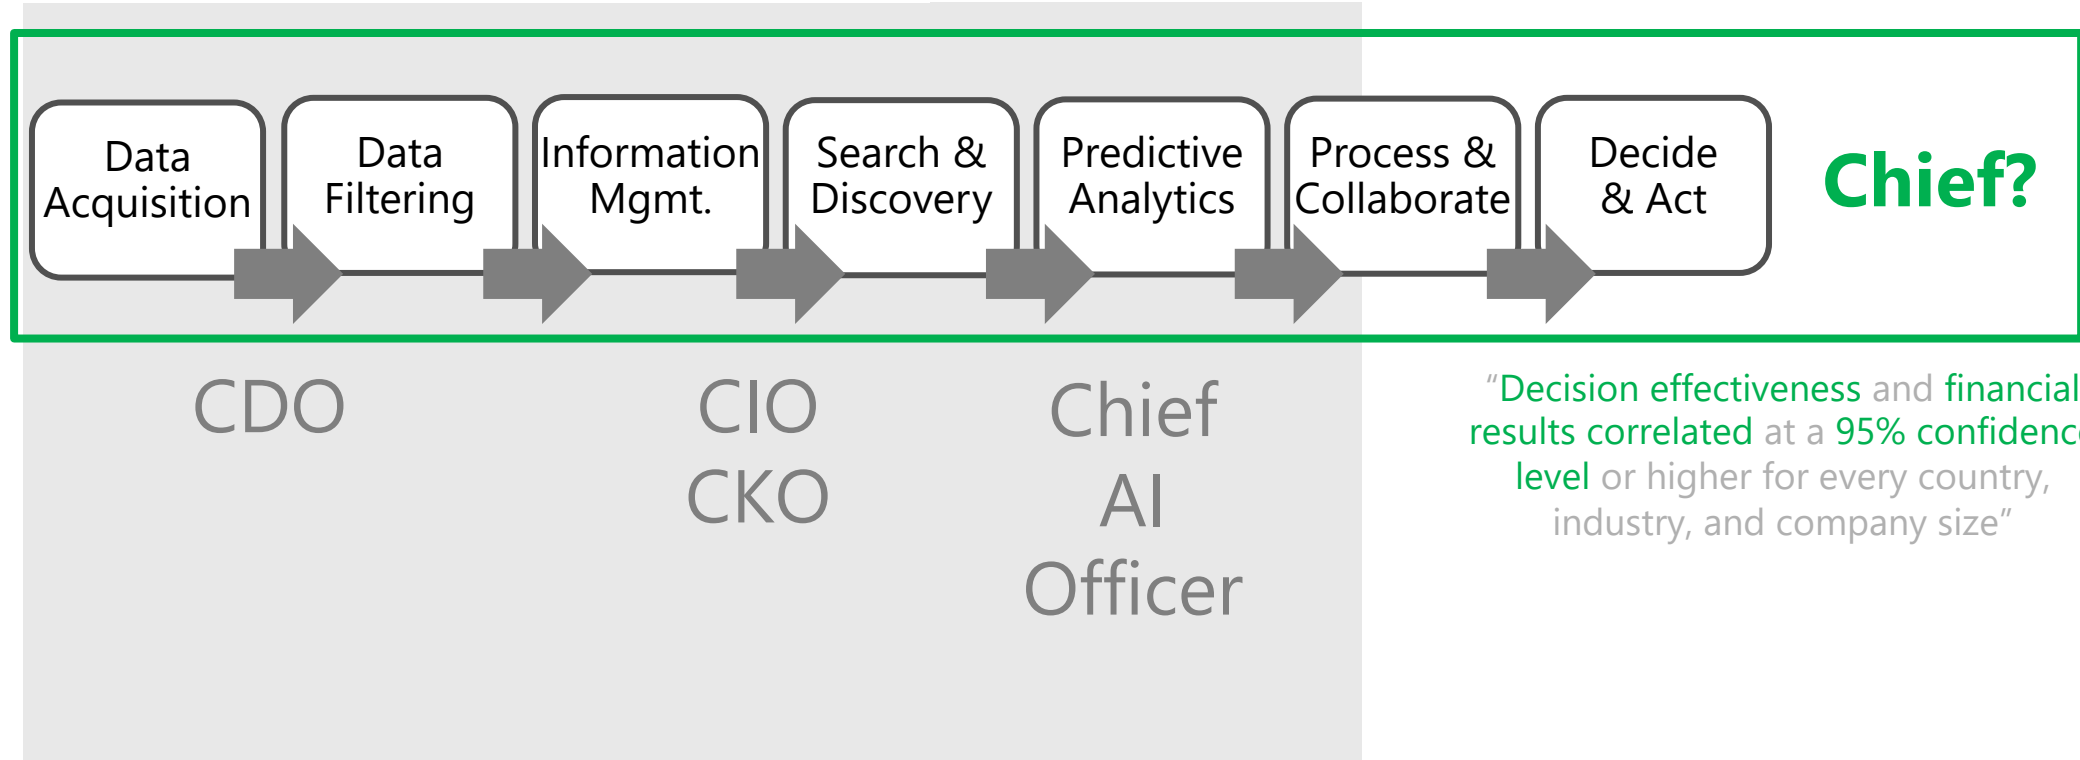 Data
Acquisition
Data
Filtering
Information
Mgmt.
Search &
Discovery
Predictive
Analytics
Process &
Collaborate
Decide
& Act
Chief?
CDO
CIO
CKO
Chief
AI
Officer
“Decision effectiveness and financial
results correlated at a 95% confidence
level or higher for every country,
industry, and company size”